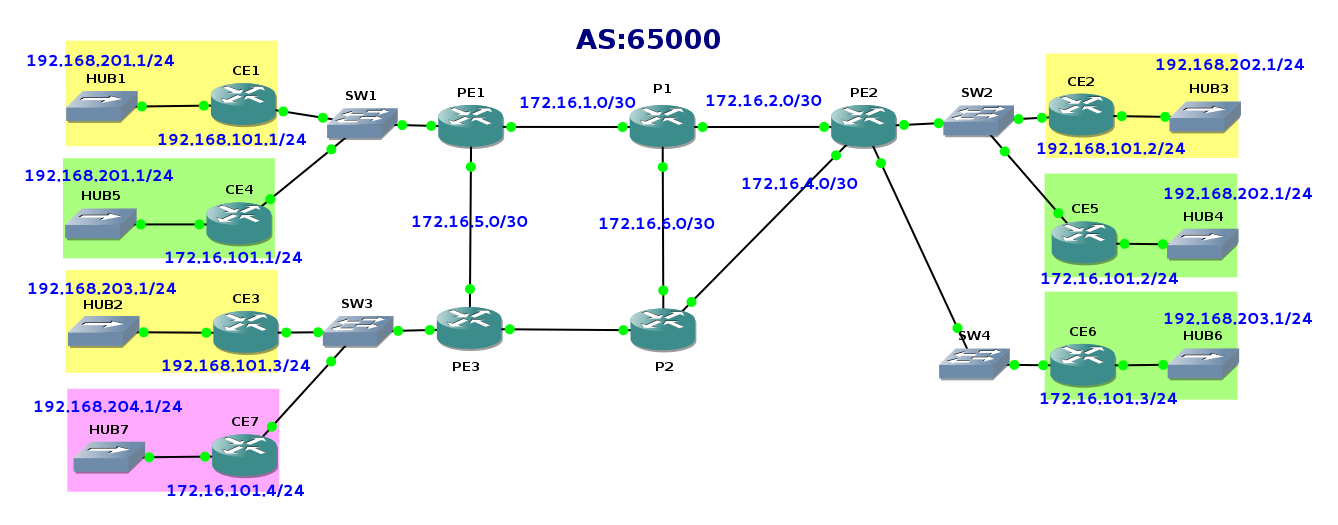 AS:65000
192.168.201.1/24
HUB1
CE1
192.168.101.1/24
SW1
PE1
172.16.1.0/30
P1
172.16.2.0/30
PE2
SW2
CE2
192.168.202.1/24
HUB3
192.168.101.2/24
192.168.201.1/24
HUB5
CE4
172.16.101.1/24
172.16.5.0/30
172.16.6.0/30
172.16.4.0/30
192.168.202.1/24
CE5
HUB4
172.16.101.2/24
192.168.203.1/24
HUB2
CE3
192.168.101.3/24
SW3
PE3
P2
SW4
192.168.203.1/24
CE6
HUB6
172.16.101.3/24
192.168.204.1/24
HUB7
CE7
172.16.101.4/24